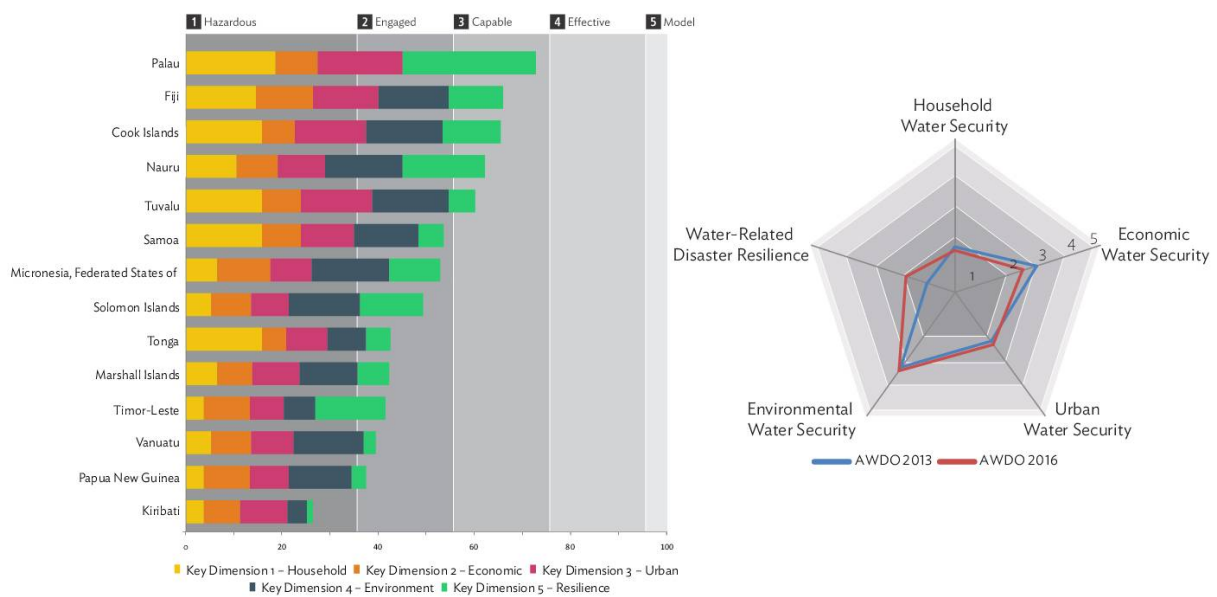 1 Hazardous
2 Engaged
3 Capable
4 Effective
5 Model
Palau
Fiji
Cook Islands
Nauru
Tuvalu
Samoa
Micronesia, Federated States of
Solomon Islands
Tonga
Marshall Islands
Timor-Leste
Vanuatu
Papua New Guinea
Kiribati
0 20 40 60 80 100
Key Dimension 1 – Household
Key Dimension 2 – Economic
Key Dimension 3 – Urban
Key Dimension 4 – Environment
Key Dimension 5 – Resilience
Household
Water Security
Water-Related
Disaster Resilience
1 2 3 4 5
Economic
Water Security
Environmental
Water Security
Urban
Water Security
AWDO 2013
AWDO 2016